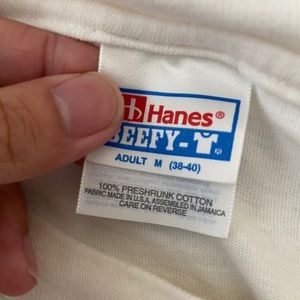 h Hanes®
BEEFY-T®
ADULT M (38-40)
100% PRESHRUNK COTTON
FABRIC MADE IN U.S.A. ASSEMBLED IN JAMAICA
CARE ON REVERSE